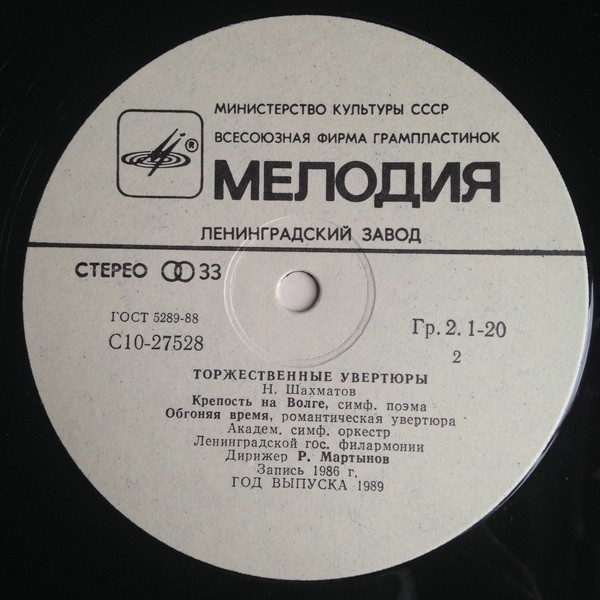 МИНИСТЕРСТВО КУЛЬТУРЫ СССР
ВСЕСОЮЗНАЯ ФИРМА ГРАМПЛАСТИНОК
®
МЕЛОДИЯ
ЛЕНИНГРАДСКИЙ ЗАВОД
СТЕРЕО 33
ГОСТ 5289-88
С10-27528
Гр. 2. 1-20
2
ТОРЖЕСТВЕННЫЕ УВЕРТЮРЫ
Н. Шахматов
Крепость на Волге, симф. поэма
Обгоняя время, романтическая увертюра
Академ. симф. оркестр
Ленинградской гос. филармонии
Дирижер Р. Мартынов
Запись 1986 г.
ГОД ВЫПУСКА 1989